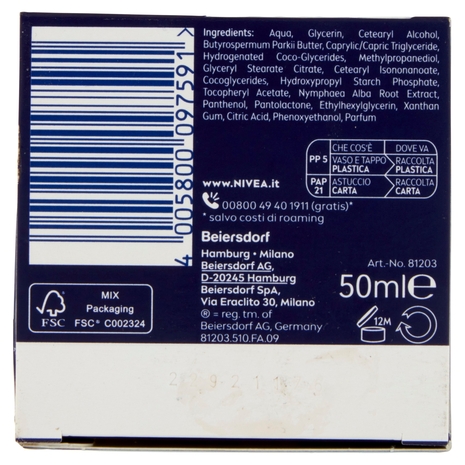 Ingredients: Aqua, Glycerin, Cetearyl Alcohol,
Butyrospermum Parkii Butter, Caprylic/Capric Triglyceride,
Hydrogenated Coco-Glycerides, Methylpropanediol,
Glyceryl Stearate Citrate, Cetearyl Isononanoate,
Cocoglycerides, Hydroxypropyl Starch Phosphate,
Tocopheryl Acetate, Nymphaea Alba Root Extract,
Panthenol, Pantolactone, Ethylhexylglycerin, Xanthan
Gum, Citric Acid, Phenoxyethanol, Parfum
4 005800 097591 >
CHE COS'È DOVE VA
PP 5 VASO E TAPPO PLASTICA RACCOLTA PLASTICA
PAP 21 ASTUCCIO CARTA RACCOLTA CARTA
www.NIVEA.it
00800 49 40 1911 (gratis)*
* salvo costi di roaming
Beiersdorf
Hamburg • Milano
Beiersdorf AG,
D-20245 Hamburg
Beiersdorf SpA,
Via Eraclito 30, Milano
® = reg. tm. of
Beiersdorf AG, Germany
81203.510.FA.09
Art.-No. 81203
50ml e
12M
FSC
MIX
Packaging
FSC® C002324